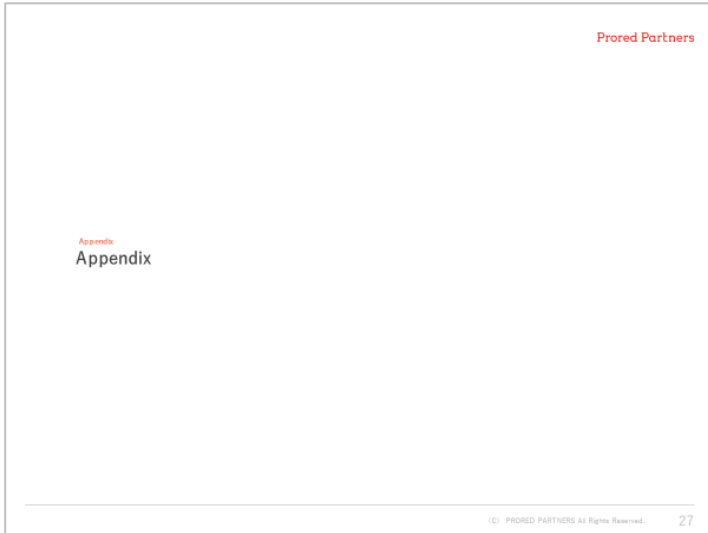 Prored Partners
Appendix
Appendix
(C) PRORED PARTNERS All Rights Reserved.
27